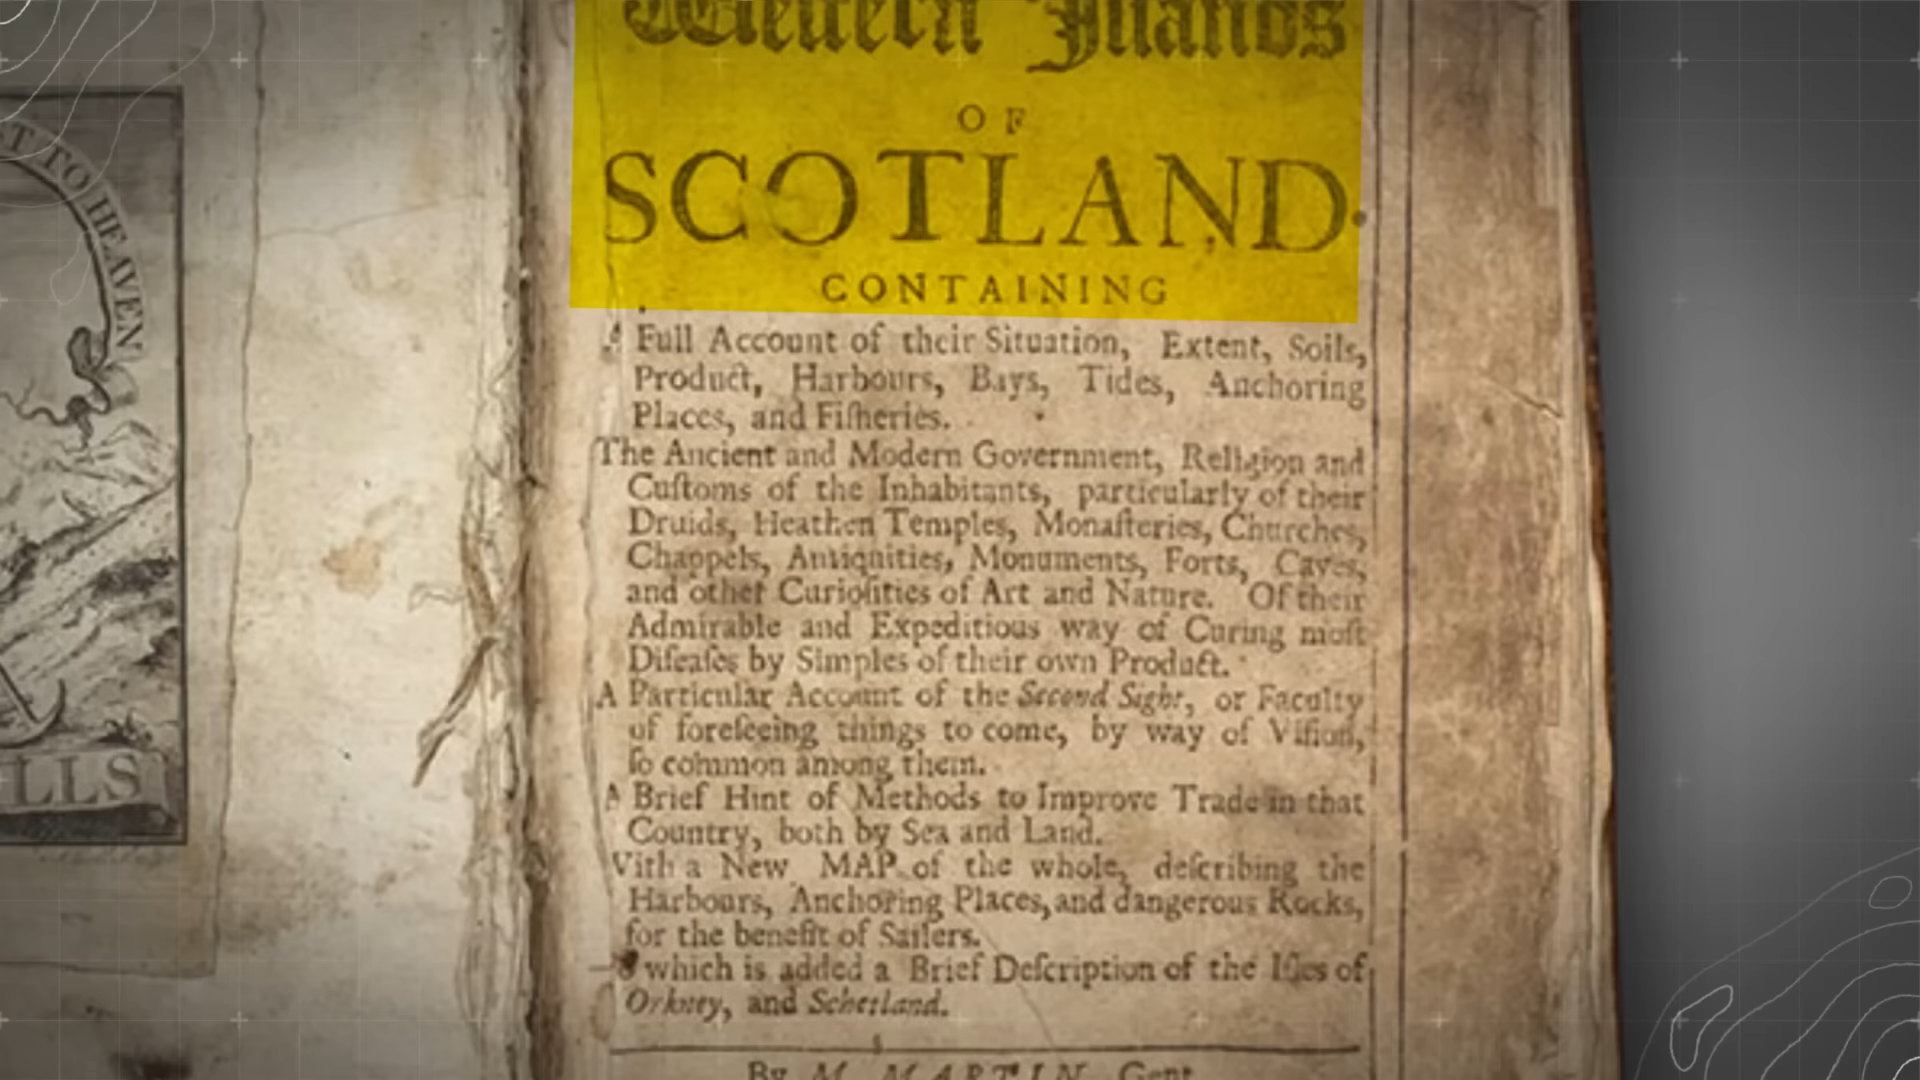 T TO HEAVEN
LLS
Western Islands
OF
SCOTLAND.
CONTAINING
A Full Account of their Situation, Extent, Soils,
Product, Harbours, Bays, Tides, Anchoring
Places, and Fiſheries.
The Ancient and Modern Government, Religion and
Cuſtoms of the Inhabitants, particularly of their
Druids, Heathen Temples, Monaſteries, Churches,
Chappels, Antiquities, Monuments, Forts, Caves,
and other Curioſities of Art and Nature. Of their
Admirable and Expeditious way of Curing moſt
Diſeaſes by Simples of their own Product.
A Particular Account of the Second Sight, or Faculty
of foreſeeing things to come, by way of Viſion,
ſo common among them.
A Brief Hint of Methods to Improve Trade in that
Country, both by Sea and Land.
With a New MAP of the whole, deſcribing the
Harbours, Anchoring Places, and dangerous Rocks,
for the benefit of Sailers.
which is added a Brief Deſcription of the Iſles of
Orkney, and Schetland.
By M. MARTIN, Gent.